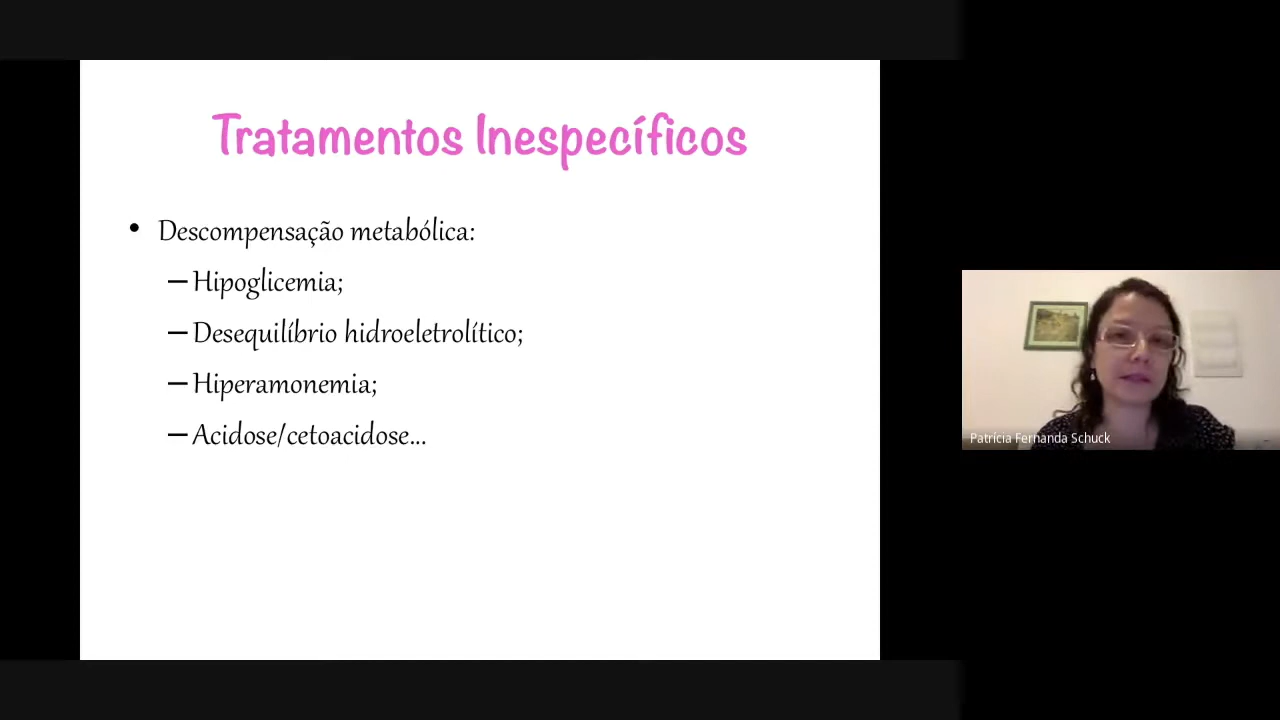 Tratamentos Inespecíficos
• Descompensação metabólica:
– Hipoglicemia;
– Desequilíbrio hidroeletrolítico;
– Hiperamonemia;
– Acidose/cetoacidose...
Patrícia Fernanda Schuck